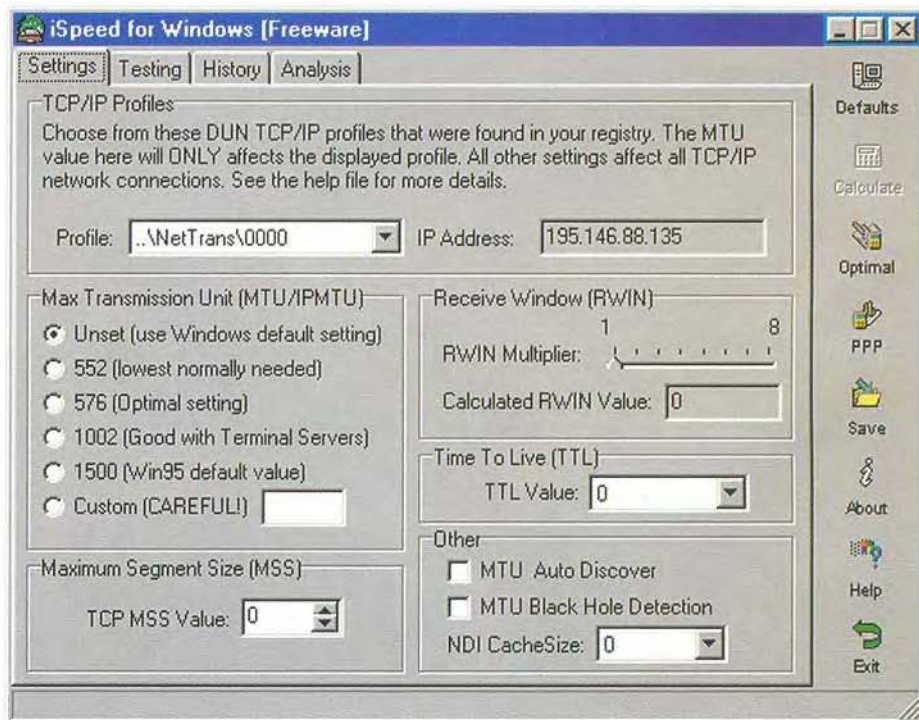 iSpeed for Windows [Freeware]
Settings Testing History Analysis
TCP/IP Profiles
Choose from these DUN TCP/IP profiles that were found in your registry. The MTU
value here will ONLY affects the displayed profile. All other settings affect all TCP/IP
network connections. See the help file for more details.
Profile: ..\NetTrans\0000 IP Address: 195.146.88.135
Max Transmission Unit (MTU/IPMTU)
Unset (use Windows default setting)
552 (lowest normally needed)
576 (Optimal setting)
1002 (Good with Terminal Servers)
1500 (Win95 default value)
Custom (CAREFUL!)
Maximum Segment Size (MSS)
TCP MSS Value: 0
Receive Window (RWIN)
1 8
RWIN Multiplier:
Calculated RWIN Value: 0
Time To Live (TTL)
TTL Value: 0
Other
MTU Auto Discover
MTU Black Hole Detection
NDI CacheSize: 0
Defaults
Calculate
Optimal
PPP
Save
About
Help
Exit